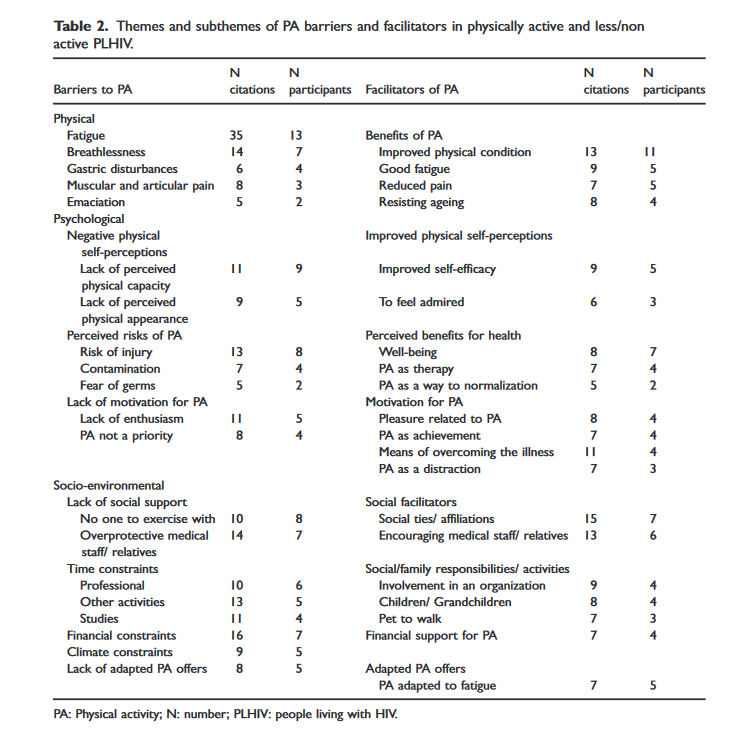 Table 2. Themes and subthemes of PA barriers and facilitators in physically active and less/non
active PLHIV.
N N N N
Barriers to PA citations participants Facilitators of PA citations participants
Physical
Fatigue 35 13 Benefits of PA
Breathlessness 14 7 Improved physical condition 13 11
Gastric disturbances 6 4 Good fatigue 9 5
Muscular and articular pain 8 3 Reduced pain 7 5
Emaciation 5 2 Resisting ageing 8 4
Psychological
Negative physical Improved physical self-perceptions
self-perceptions
Lack of perceived 11 9 Improved self-efficacy 9 5
physical capacity
Lack of perceived 9 5 To feel admired 6 3
physical appearance
Perceived risks of PA Perceived benefits for health
Risk of injury 13 8 Well-being 8 7
Contamination 7 4 PA as therapy 7 4
Fear of germs 5 2 PA as a way to normalization 5 2
Lack of motivation for PA Motivation for PA
Lack of enthusiasm 11 5 Pleasure related to PA 8 4
PA not a priority 8 4 PA as achievement 7 4
Means of overcoming the illness 11 4
PA as a distraction 7 3
Socio-environmental
Lack of social support Social facilitators
No one to exercise with 10 8 Social ties/ affiliations 15 7
Overprotective medical 14 7 Encouraging medical staff/ relatives 13 6
staff/ relatives
Time constraints Social/family responsibilities/ activities
Professional 10 6 Involvement in an organization 9 4
Other activities 13 5 Children/ Grandchildren 8 4
Studies 11 4 Pet to walk 7 3
Financial constraints 16 7 Financial support for PA 7 4
Climate constraints 9 5
Lack of adapted PA offers 8 5 Adapted PA offers
PA adapted to fatigue 7 5
PA: Physical activity; N: number; PLHIV: people living with HIV.